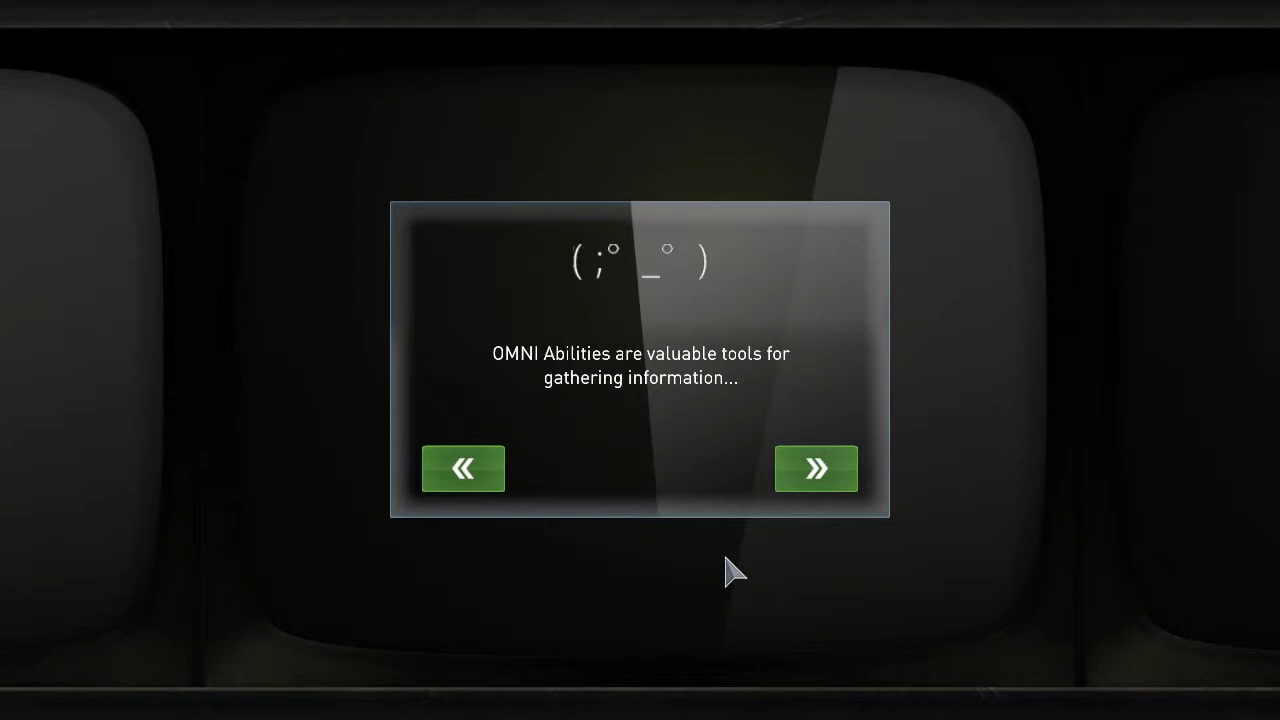 ( ;° _° )
OMNI Abilities are valuable tools for
gathering information...